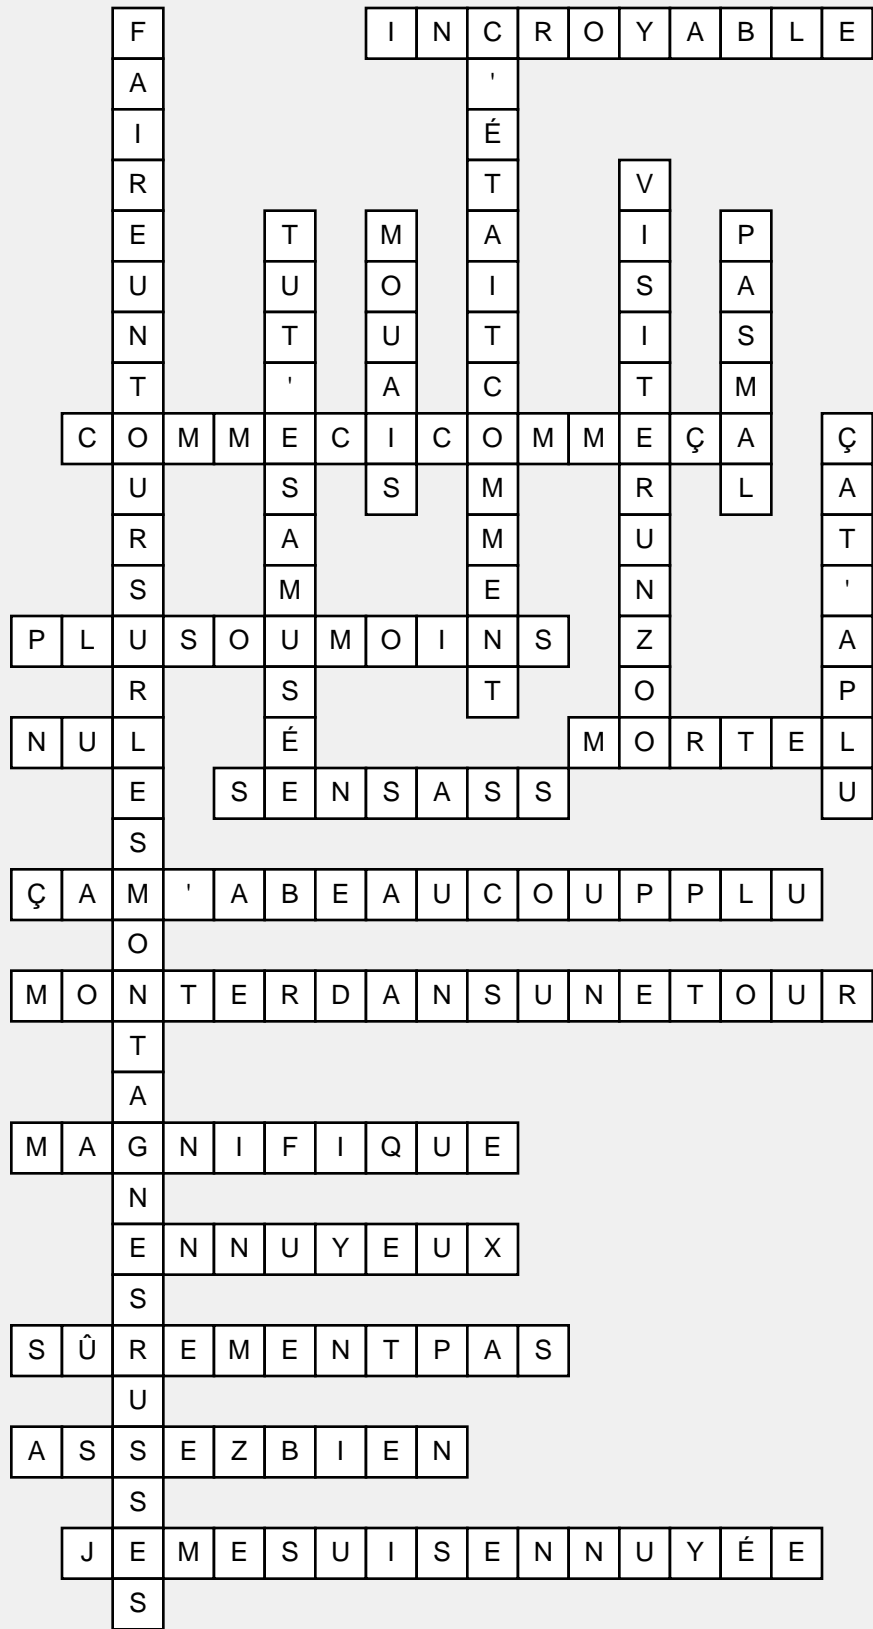 FAIREUNTOURSURLESMONTAGNESRUSSES
INCROYABLE
C'ÉTAITCOMMENT
VISITERUNZOO
TUT'ESAMUSÉE
MOUAIS
PASMAL
COMMECICOMMEÇA
ÇAT'APLU
PLUSOUMOINS
NUL
MORTEL
SENSASS
ÇAM'ABEAUCOUPPLU
MONTERDANSUNETOUR
MAGNIFIQUE
ENNUYEUX
SÛREMENTPAS
ASSEZBIEN
JEMESUISENNUYÉE